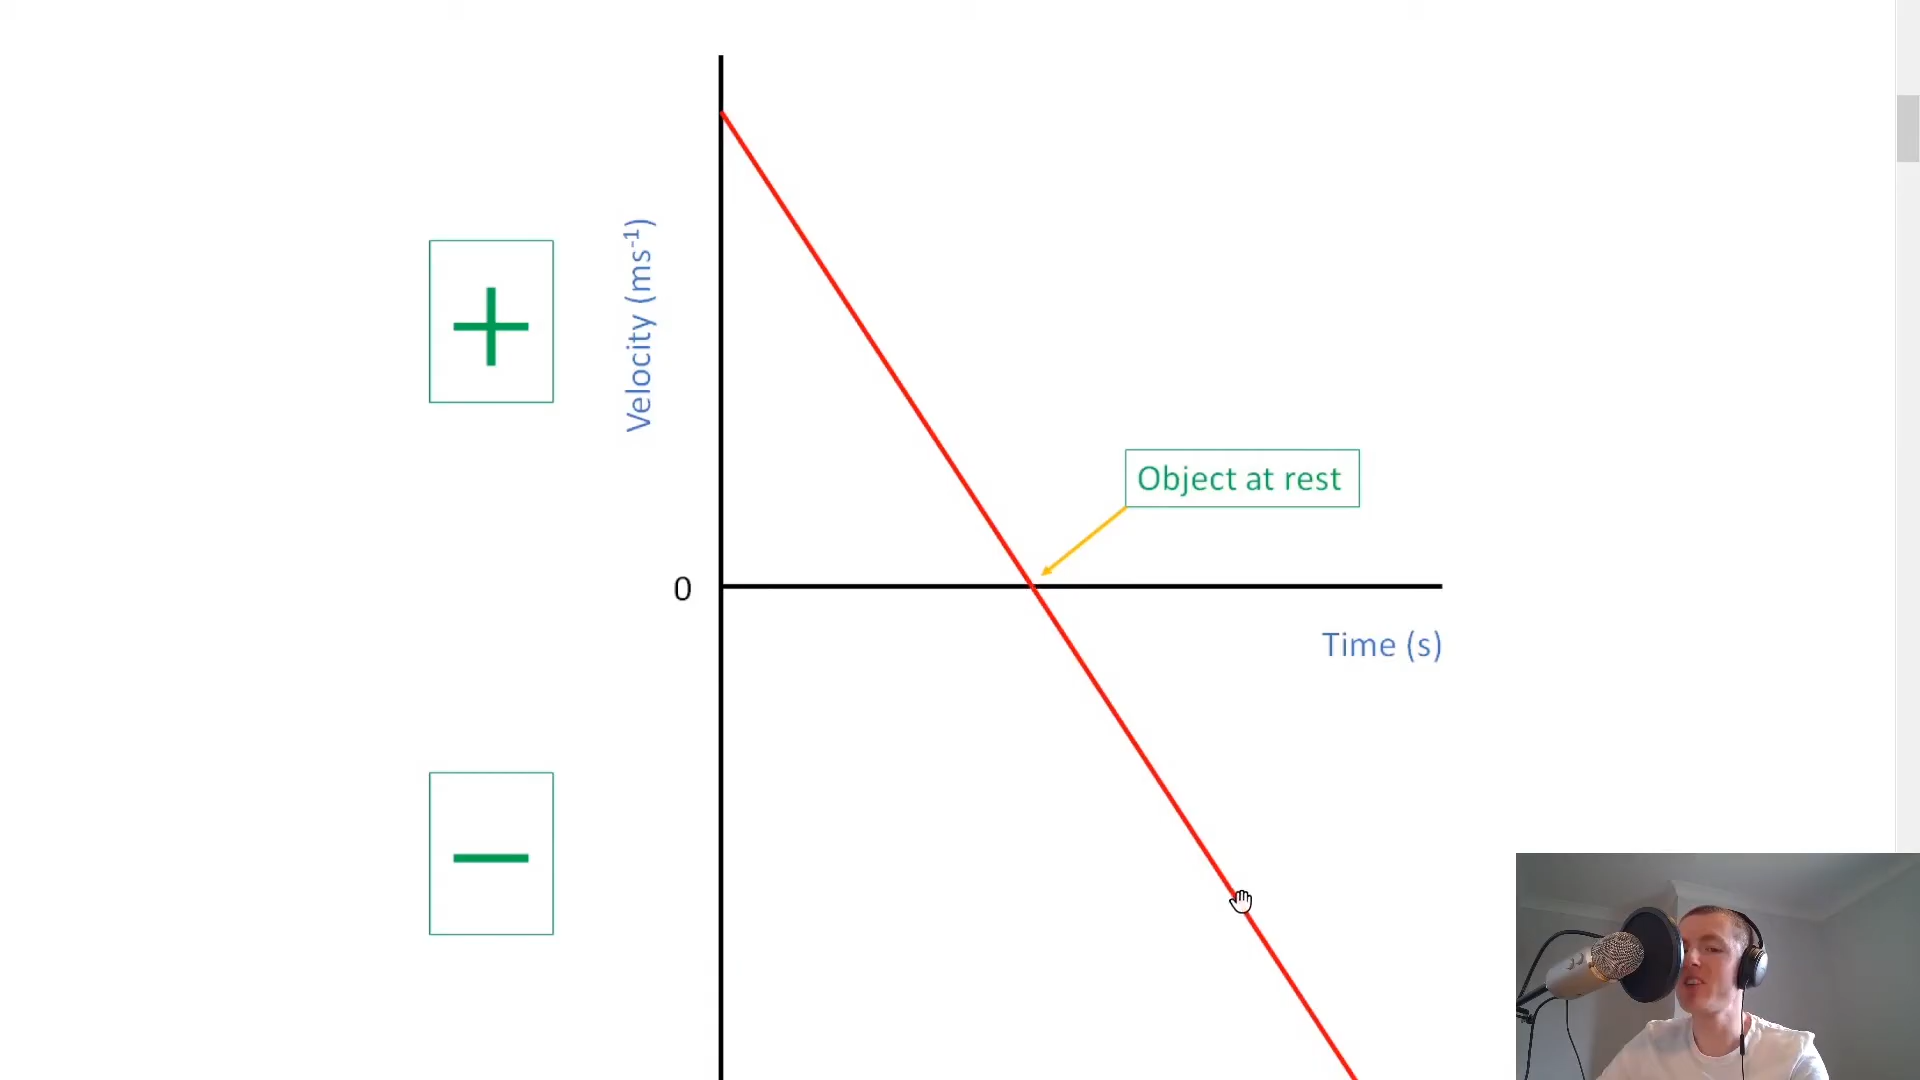 +
Velocity (ms⁻¹)
Object at rest
0
Time (s)
−